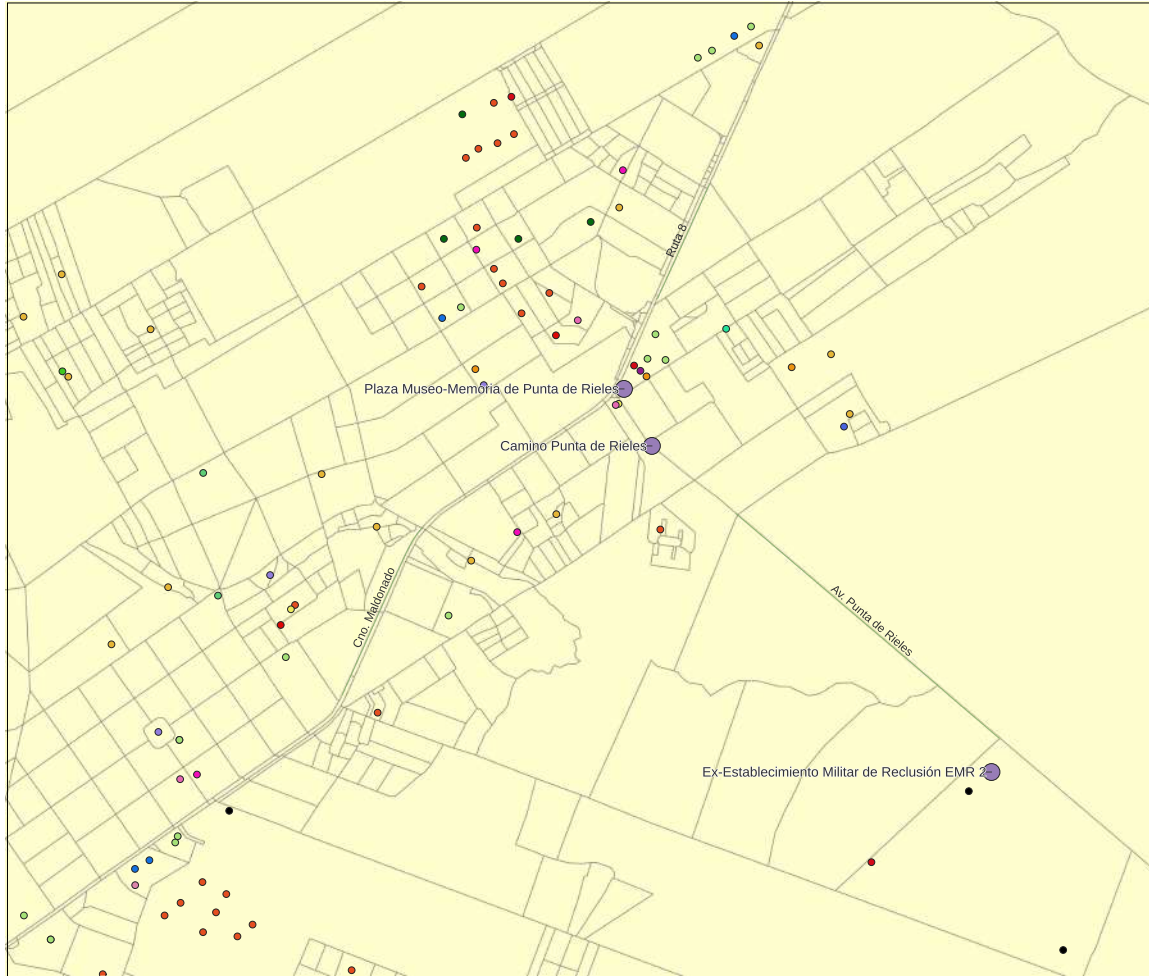 Ruta 8
Plaza Museo-Memoria de Punta de Rieles
Camino Punta de Rieles
Cno. Maldonado
Av. Punta de Rieles
Ex-Establecimiento Militar de Reclusión EMR 2